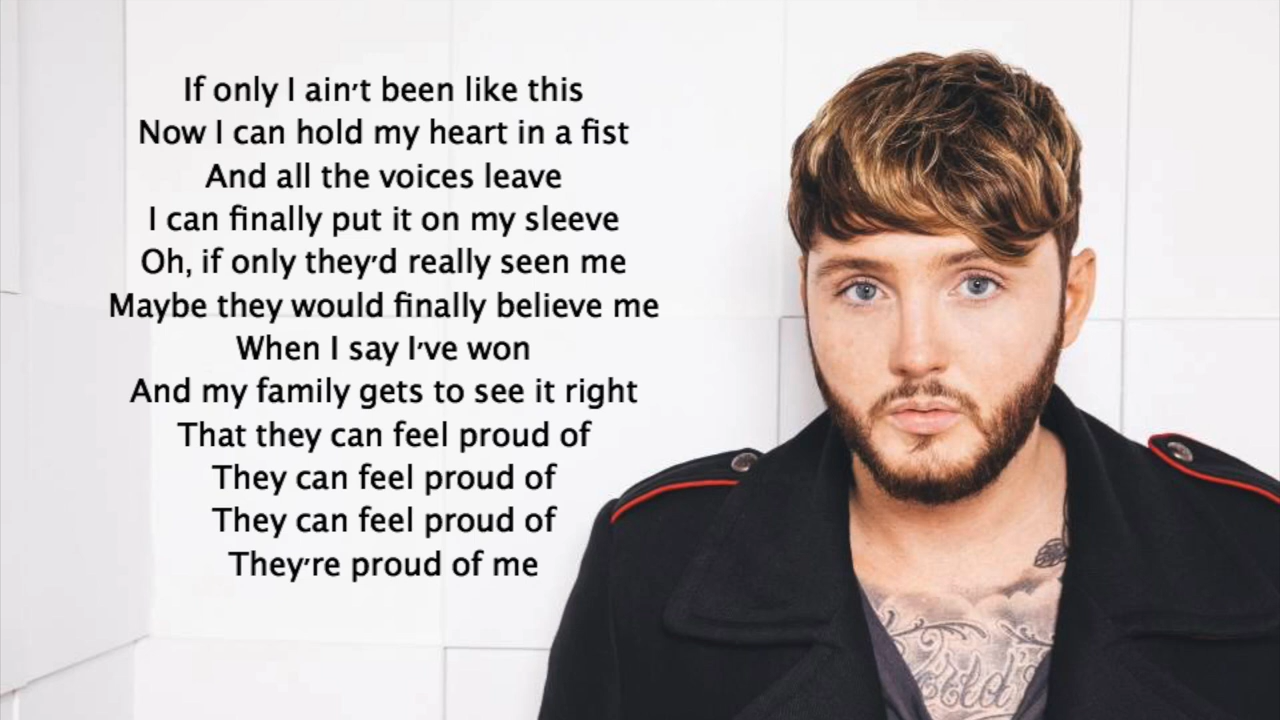 If only I ain't been like this
Now I can hold my heart in a fist
And all the voices leave
I can finally put it on my sleeve
Oh, if only they'd really seen me
Maybe they would finally believe me
When I say I've won
And my family gets to see it right
That they can feel proud of
They can feel proud of
They can feel proud of
They're proud of me